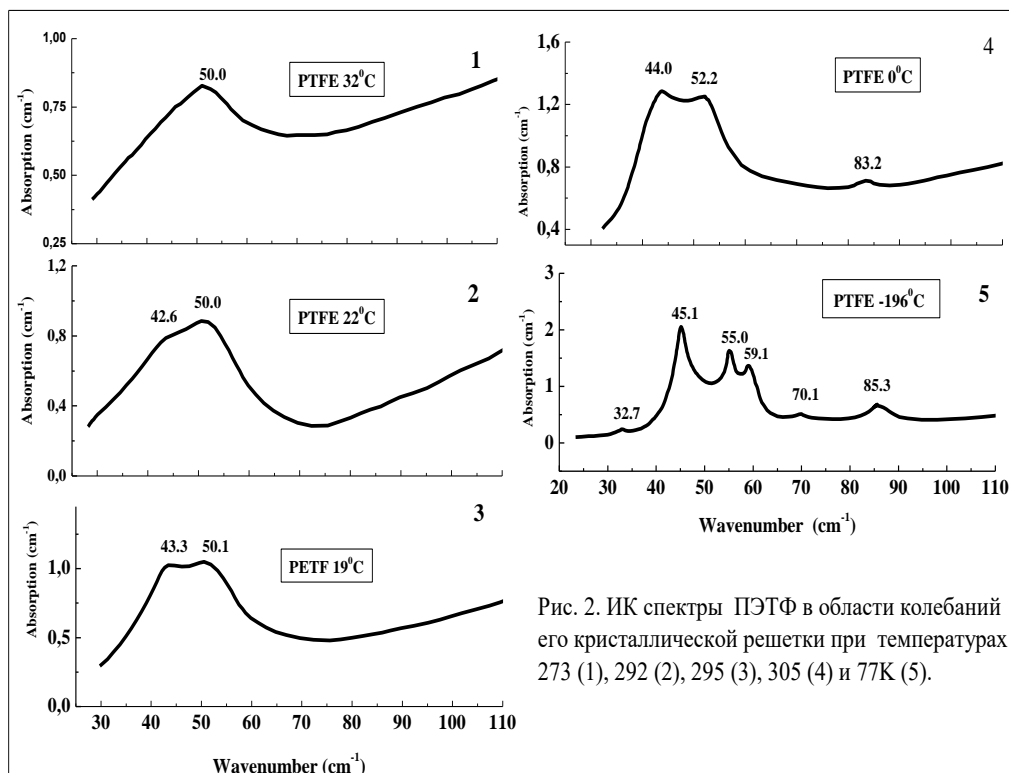 1,00
0,75
0,50
0,25
Absorption (cm-1)
1
PTFE 32⁰C
50.0
1,2
0,8
0,4
0,0
Absorption (cm-1)
2
PTFE 22⁰C
42.6
50.0
1,0
0,5
0,0
Absorption (cm-1)
3
PETF 19⁰C
43.3
50.1
30 40 50 60 70 80 90 100 110
Wavenumber (cm-1)
1,6
1,2
0,8
0,4
Absorption (cm-1)
4
PTFE 0⁰C
44.0
52.2
83.2
3
2
1
0
Absorption (cm-1)
5
PTFE -196⁰C
32.7
45.1
55.0
59.1
70.1
85.3
20 30 40 50 60 70 80 90 100 110
Wavenumber (cm-1)
Рис. 2. ИК спектры ПЭТФ в области колебаний
его кристаллической решетки при температурах
273 (1), 292 (2), 295 (3), 305 (4) и 77K (5).